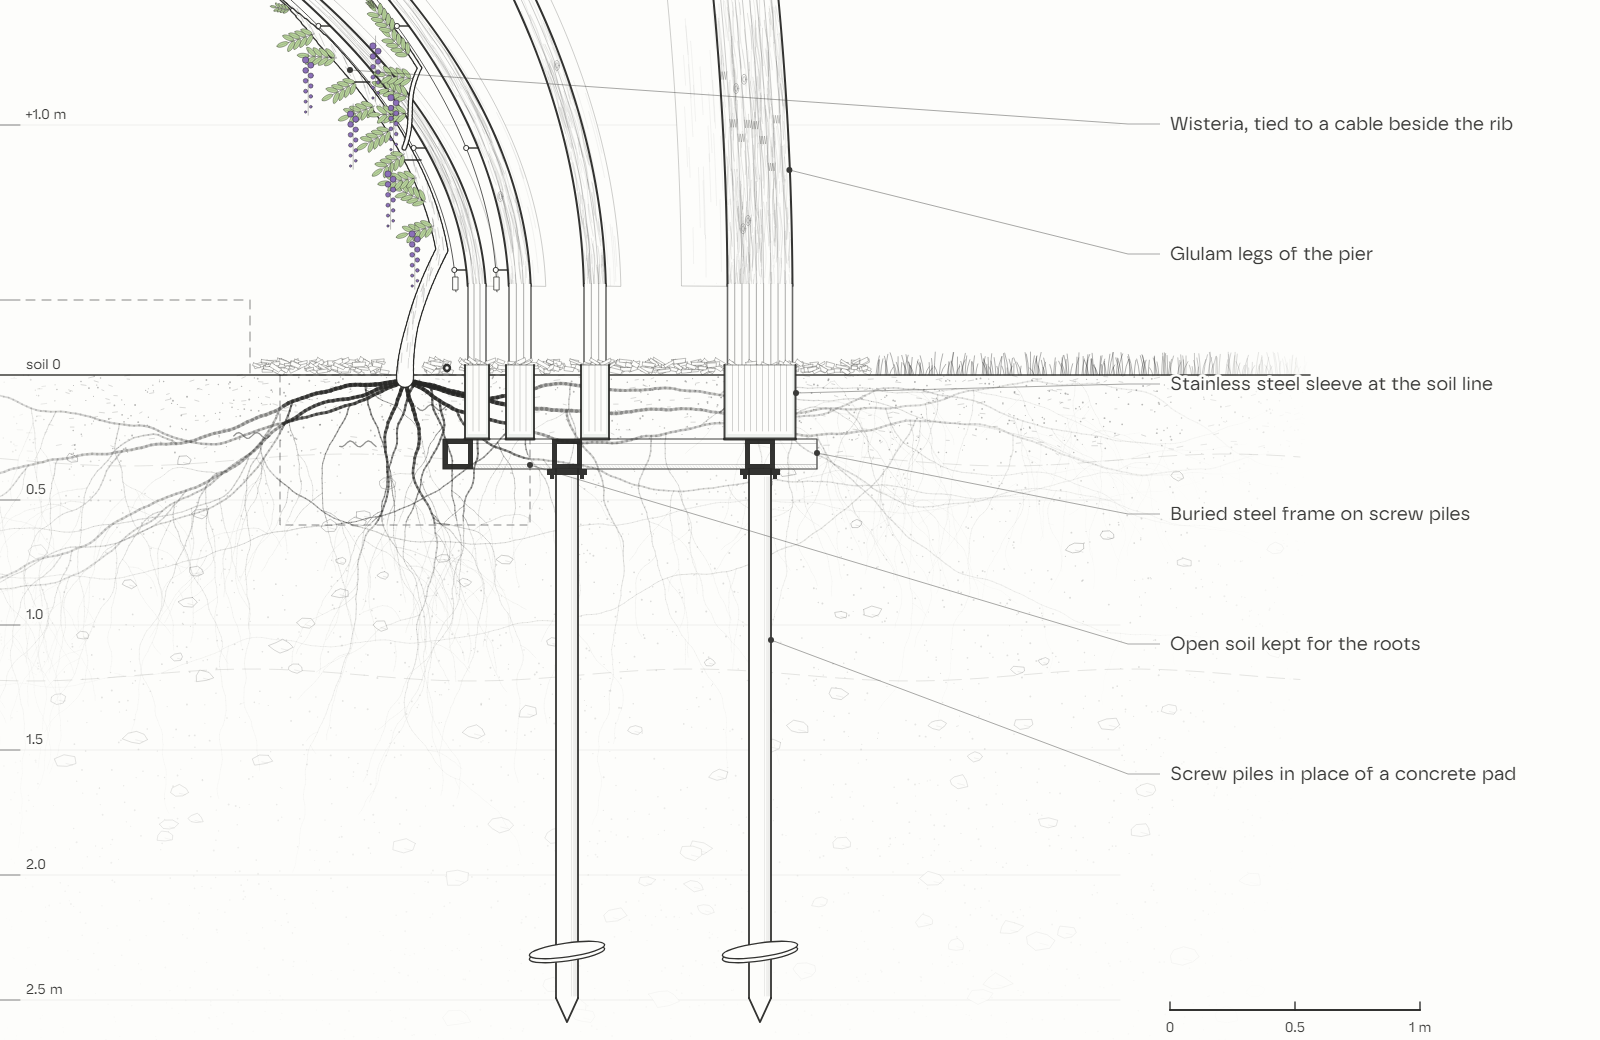 +1.0 m
Wisteria, tied to a cable beside the rib
Glulam legs of the pier
soil 0
Stainless steel sleeve at the soil line
0.5
Buried steel frame on screw piles
1.0
Open soil kept for the roots
1.5
Screw piles in place of a concrete pad
2.0
2.5 m
0 0.5 1 m